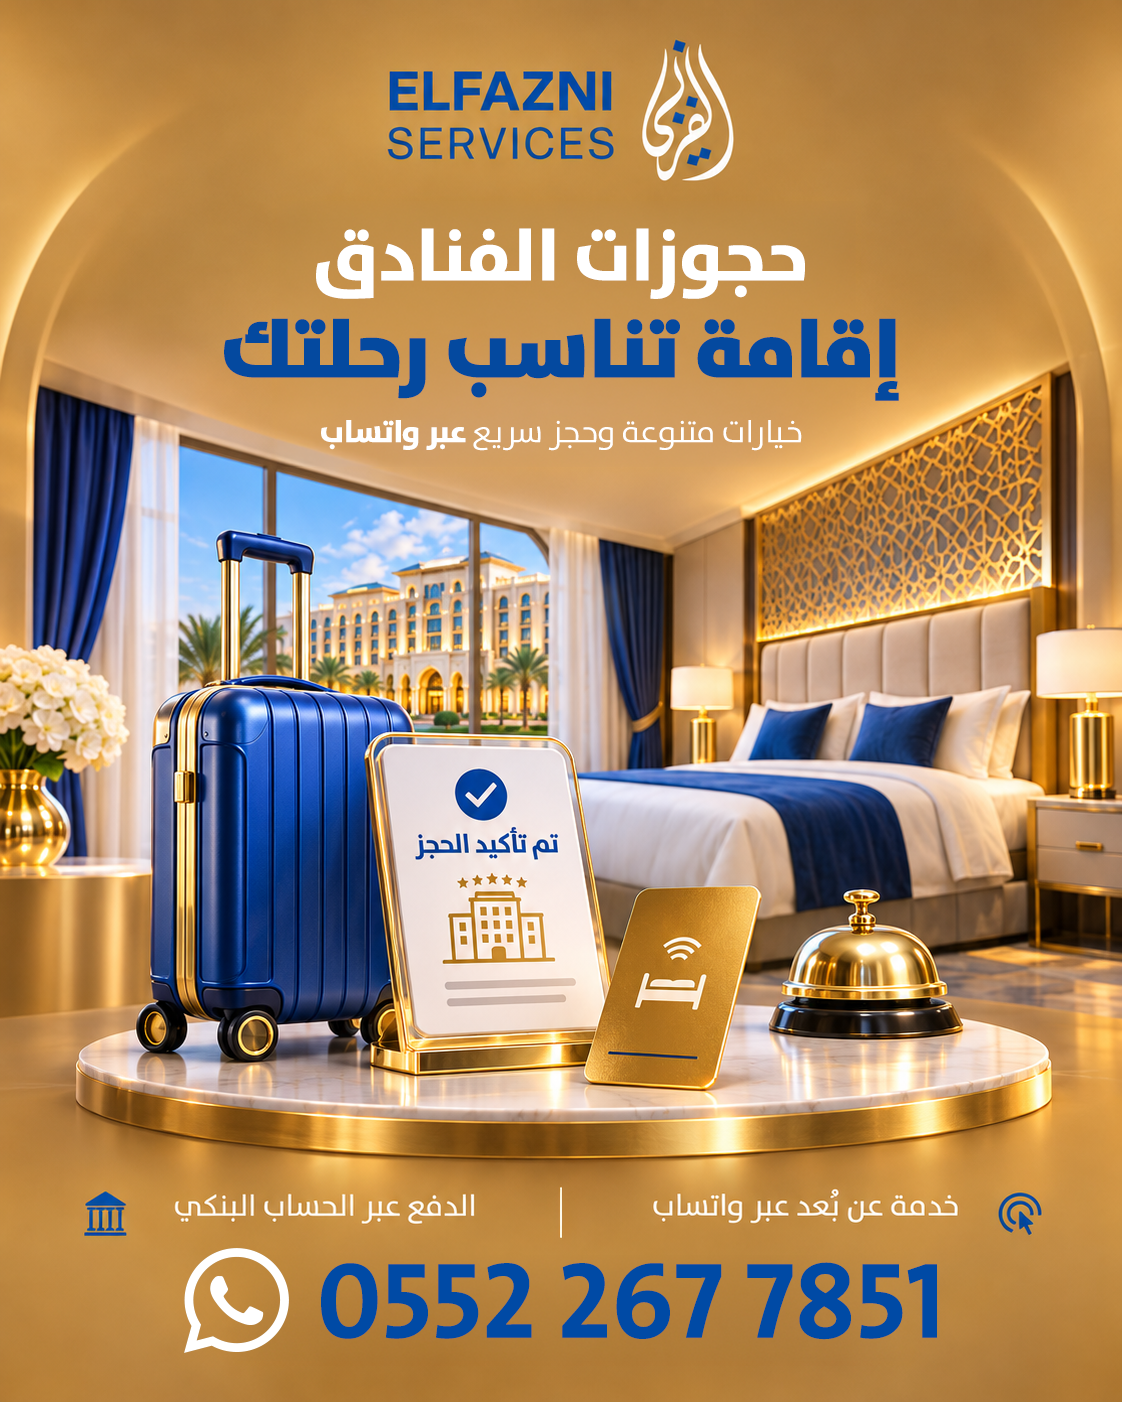 ELFAZNI
SERVICES
الفزني
حجوزات الفنادق
إقامة تناسب رحلتك
خيارات متنوعة وحجز سريع عبر واتساب
تم تأكيد الحجز
خدمة عن بُعد عبر واتساب
الدفع عبر الحساب البنكي
0552 267 7851